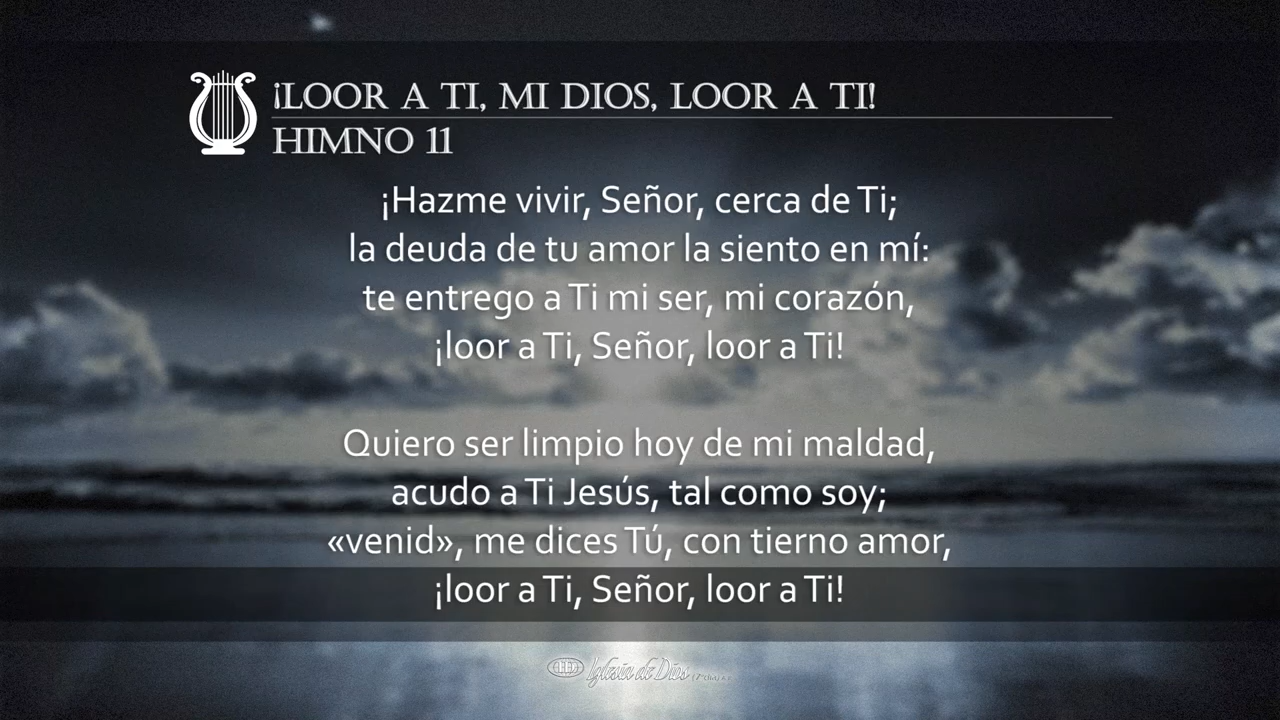 ¡LOOR A TI, MI DIOS, LOOR A TI!
HIMNO 11
¡Hazme vivir, Señor, cerca de Ti;
la deuda de tu amor la siento en mí:
te entrego a Ti mi ser, mi corazón,
¡loor a Ti, Señor, loor a Ti!
Quiero ser limpio hoy de mi maldad,
acudo a Ti Jesús, tal como soy;
«venid», me dices Tú, con tierno amor,
¡loor a Ti, Señor, loor a Ti!
Iglesia de Dios